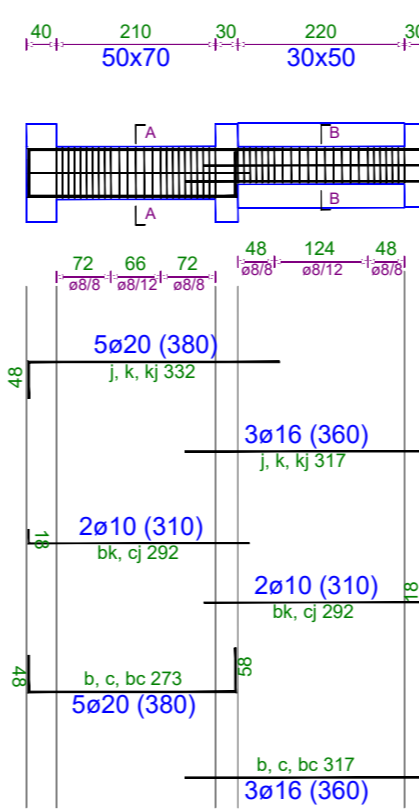 40 210 30 220 30
50x70 30x50
A B
A B
72 66 72 48 124 48
ø8/8 ø8/12 ø8/8 ø8/8 ø8/12 ø8/8
5ø20 (380)
48 j, k, kj 332
3ø16 (360)
j, k, kj 317
2ø10 (310)
18 bk, cj 292
2ø10 (310) 18
bk, cj 292
48 b, c, bc 273 58
5ø20 (380)
b, c, bc 317
3ø16 (360)